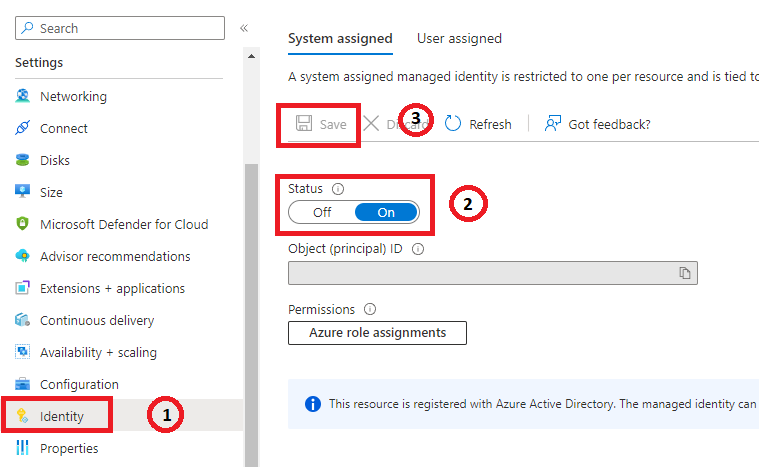 Search
Settings
Networking
Connect
Disks
Size
Microsoft Defender for Cloud
Advisor recommendations
Extensions + applications
Continuous delivery
Availability + scaling
Configuration
Identity
1
Properties
System assigned User assigned
A system assigned managed identity is restricted to one per resource and is tied to
Save Discard 3 Refresh Got feedback?
Status
Off On
2
Object (principal) ID
Permissions
Azure role assignments
This resource is registered with Azure Active Directory. The managed identity can